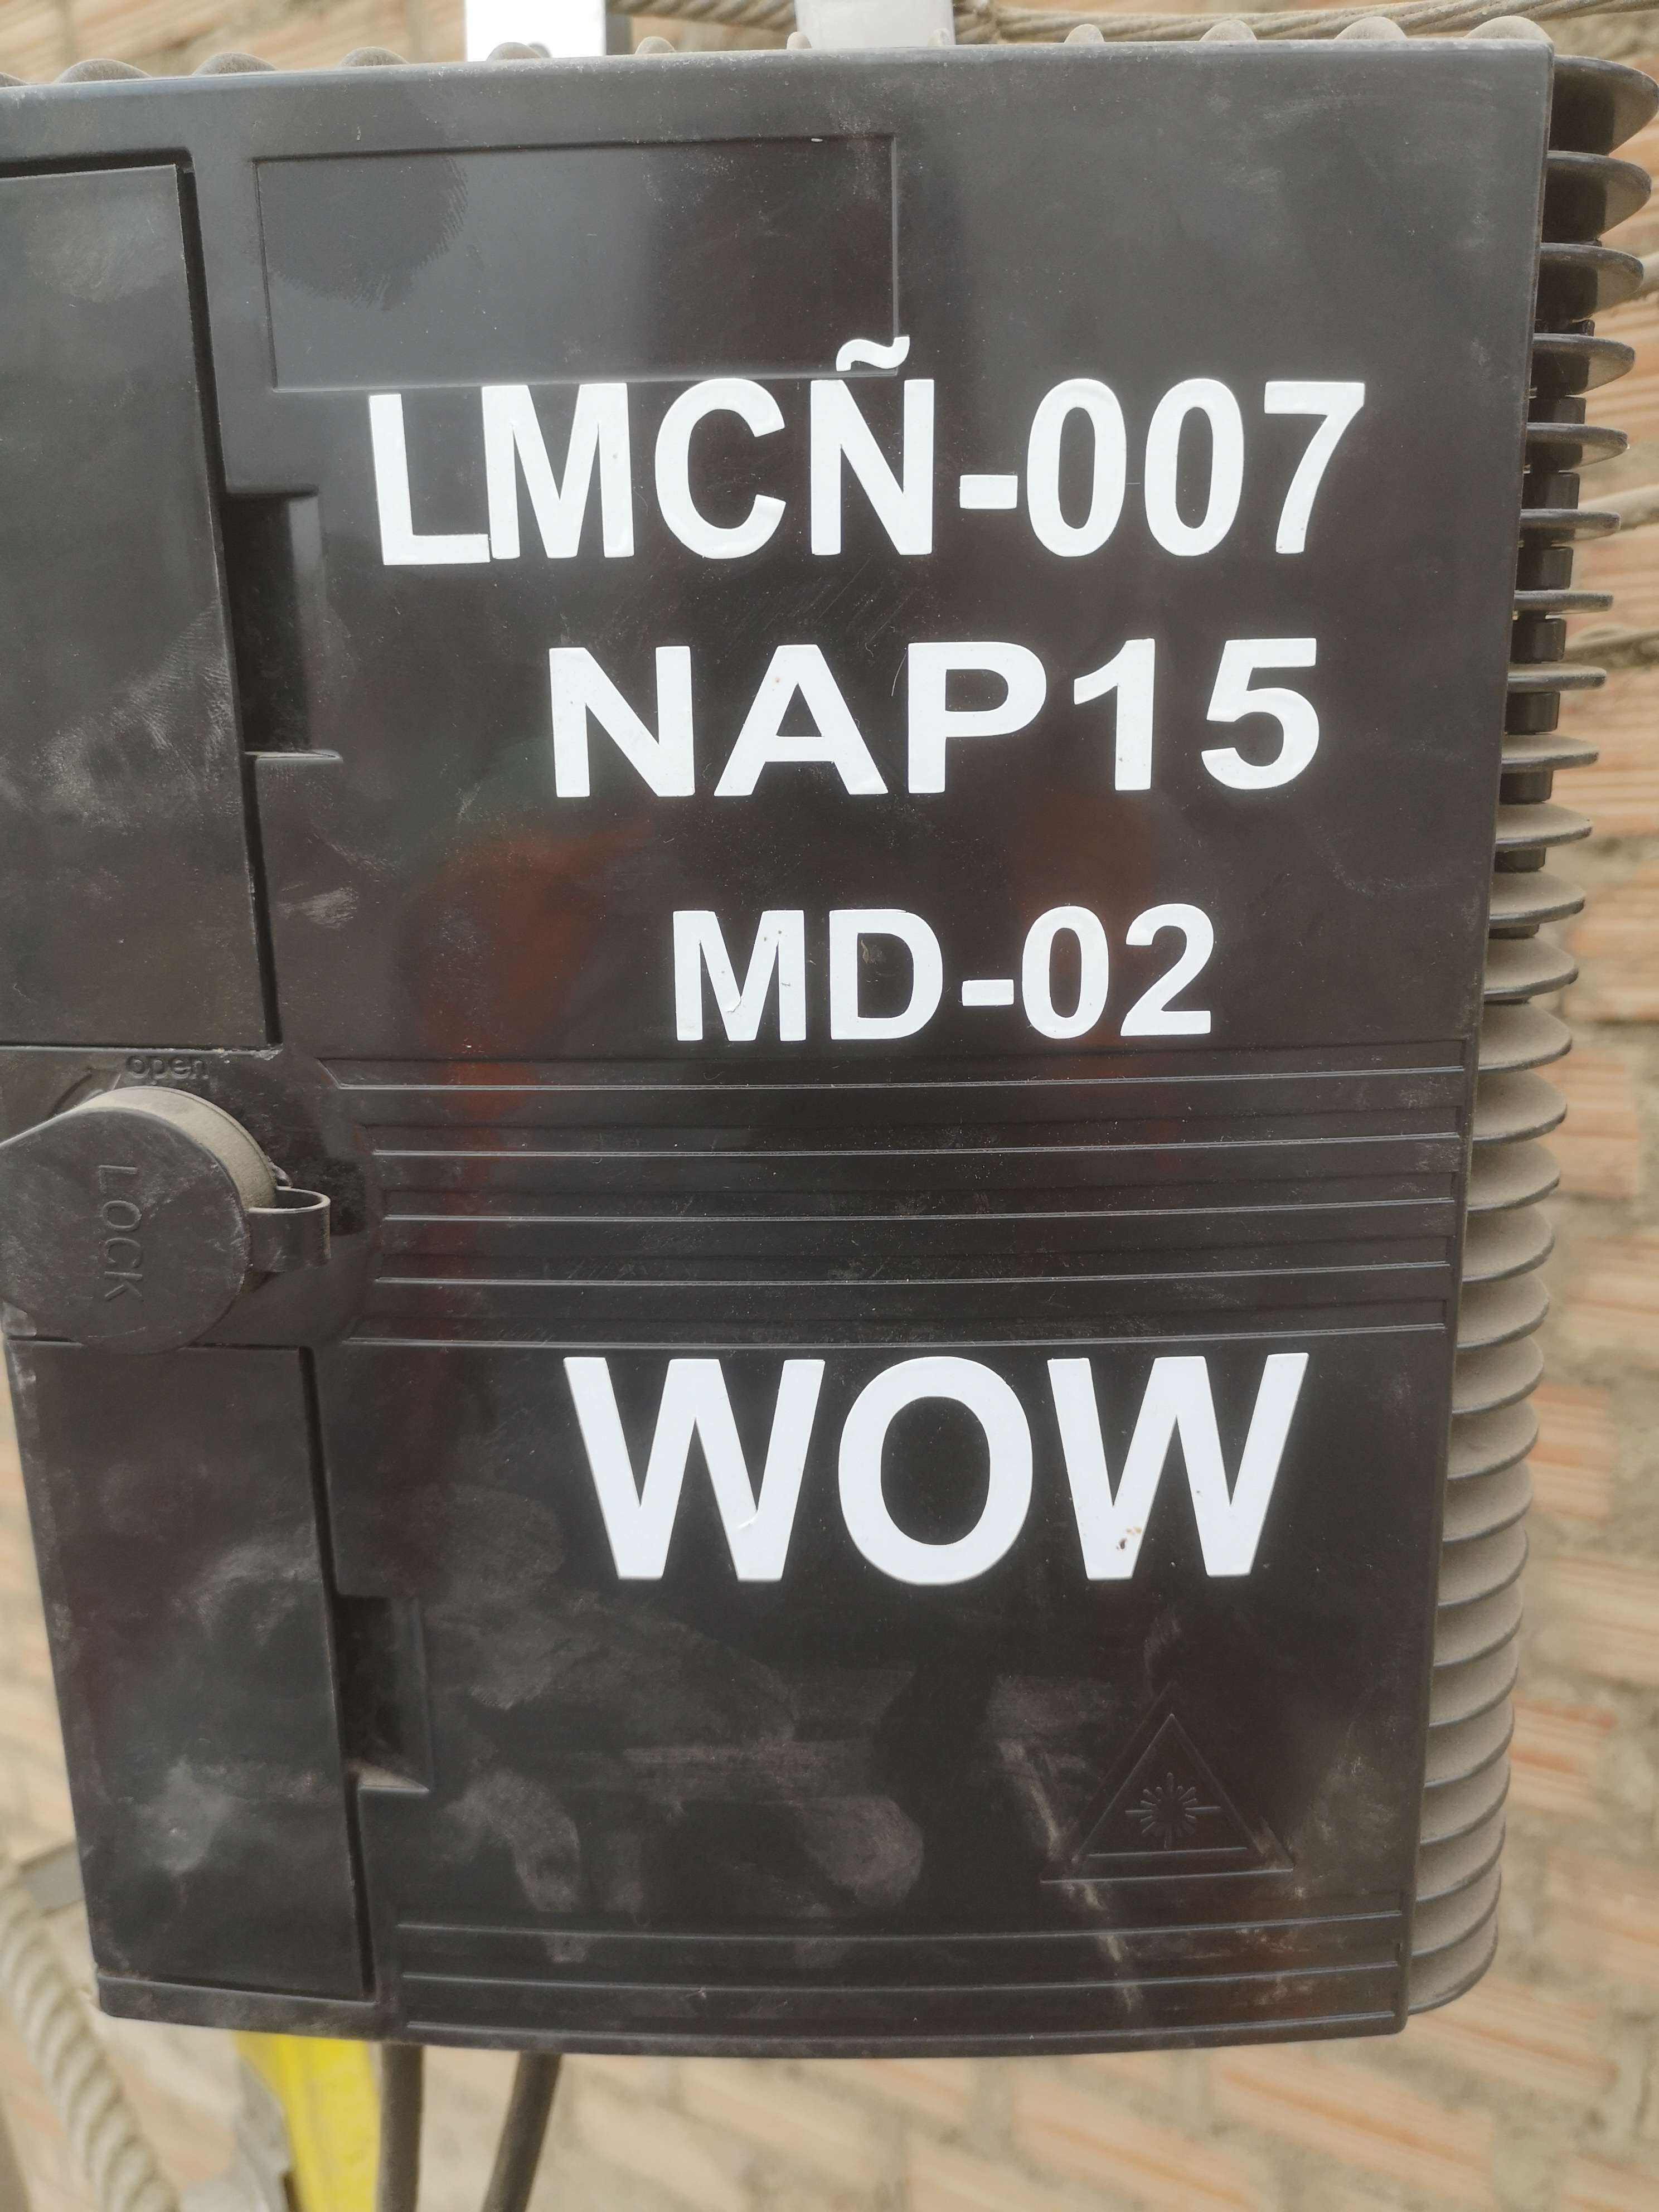 LMCÑ-007
NAP15
MD-02
open
LOCK
WOW